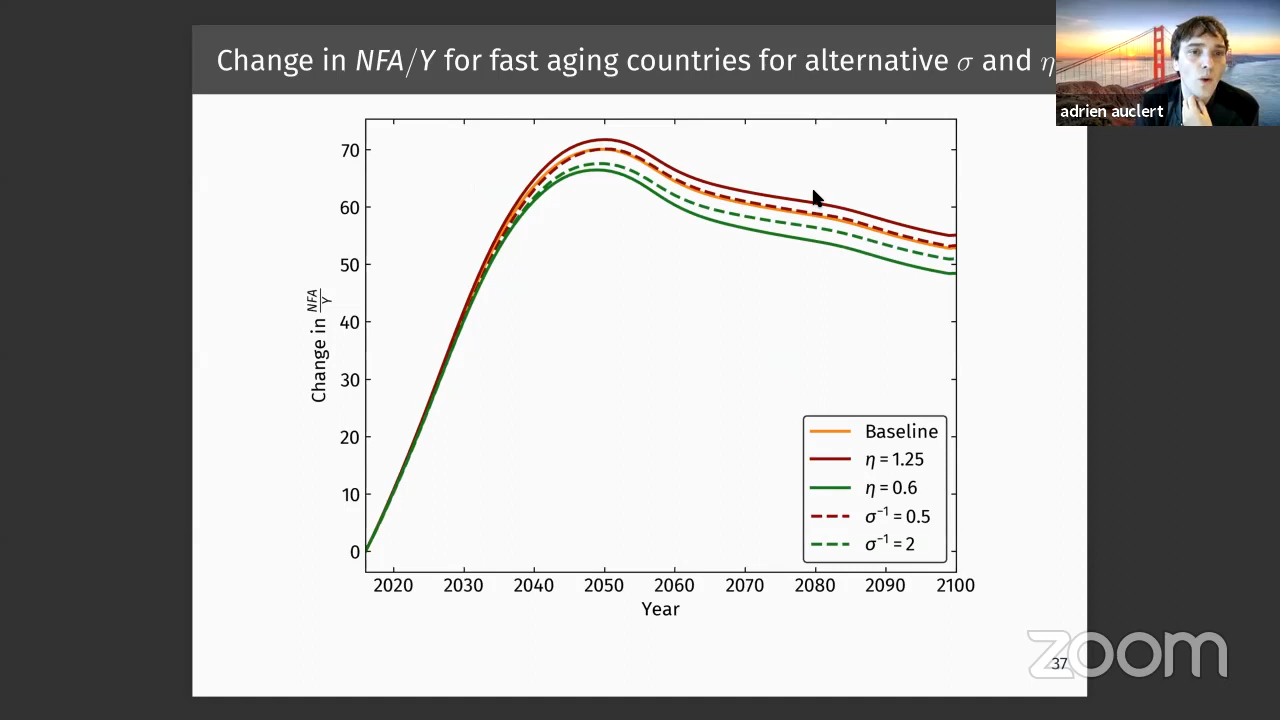 Change in NFA/Y for fast aging countries for alternative σ and η
adrien auclert
70
60
50
40
30
20
10
0
Change in NFA/Y
2020 2030 2040 2050 2060 2070 2080 2090 2100
Year
Baseline
η = 1.25
η = 0.6
σ⁻¹ = 0.5
σ⁻¹ = 2
37
zoom